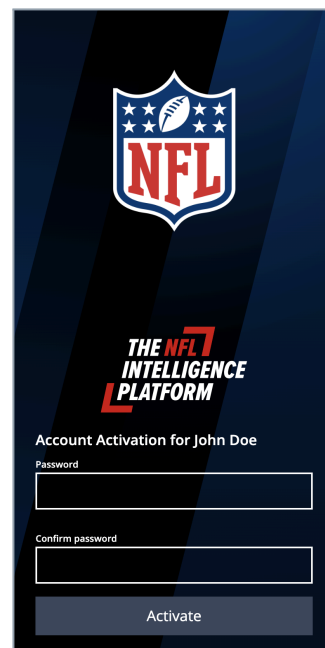 NFL
THE NFL
INTELLIGENCE
PLATFORM
Account Activation for John Doe
Password
Confirm password
Activate